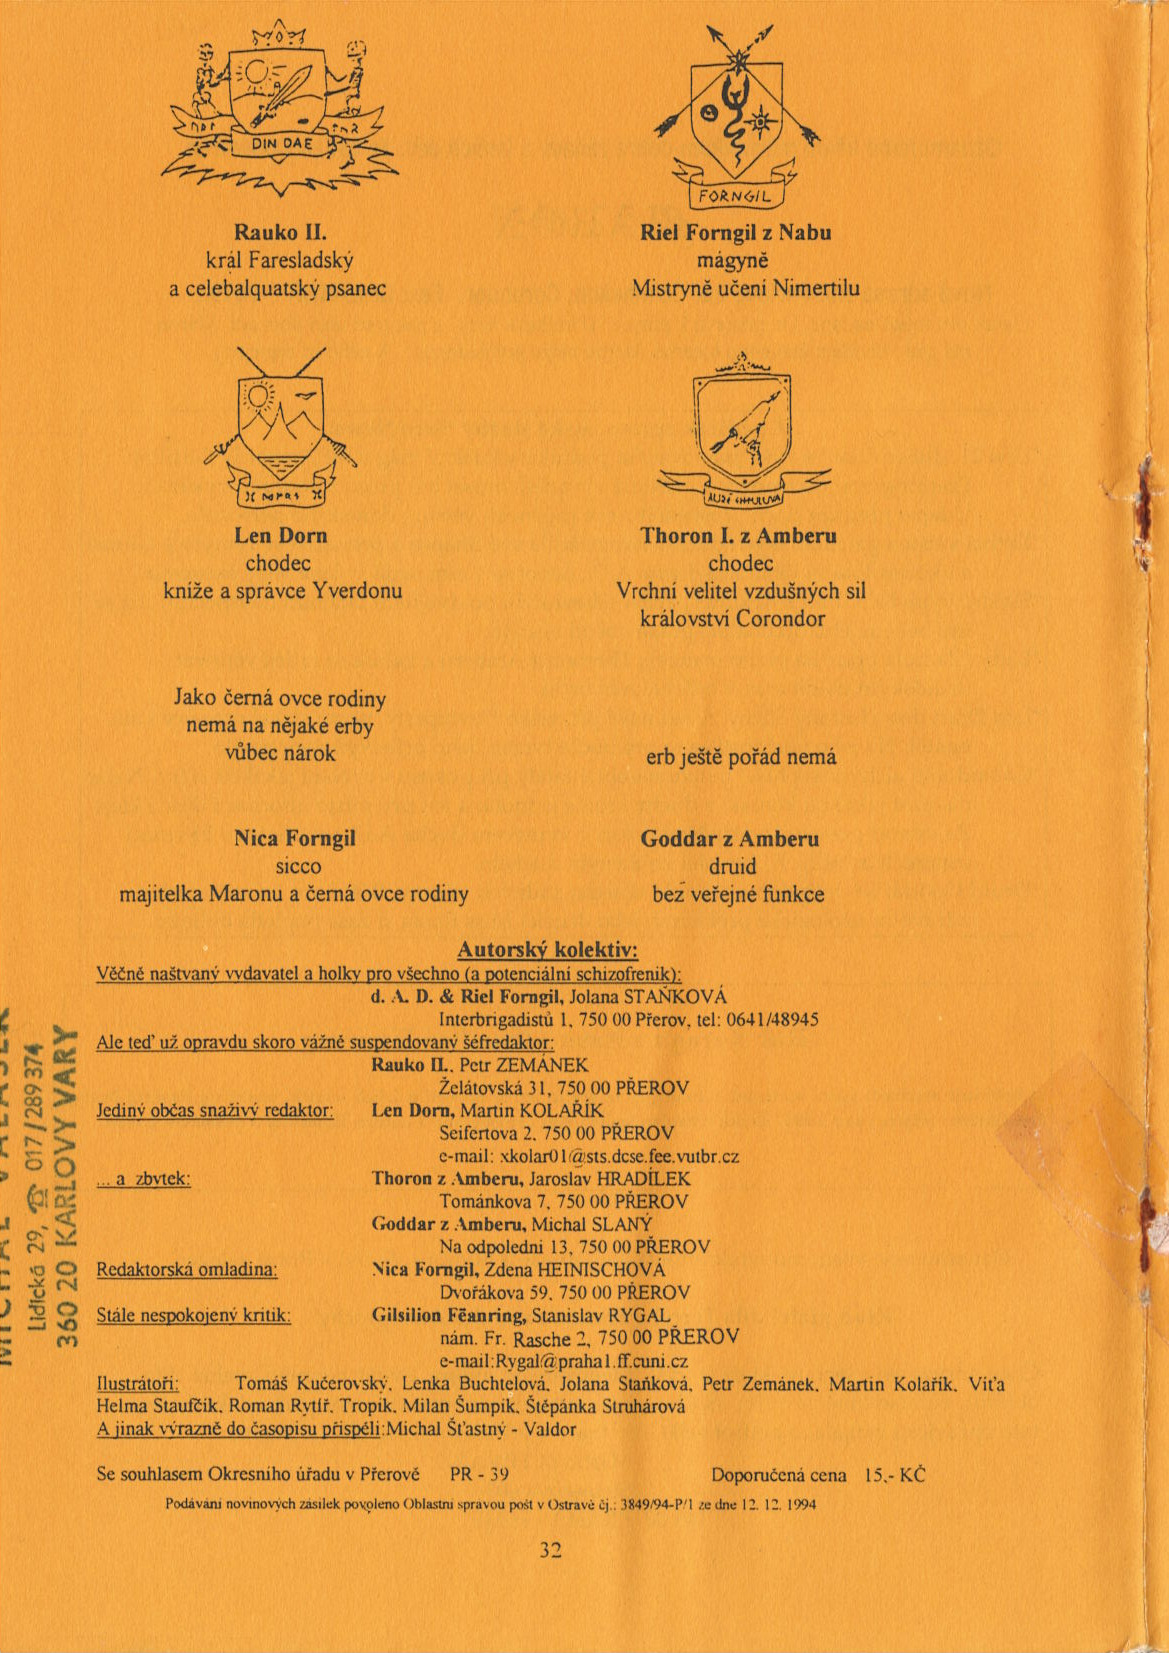 DIN DAE
Rauko II.
král Faresladský
a celebalquatský psanec
FORNGIL
Riel Forngil z Nabu
mágyně
Mistryně učení Nimertilu
Len Dorn
chodec
kníže a správce Yverdonu
Thoron I. z Amberu
chodec
Vrchní velitel vzdušných sil
království Corondor
Jako černá ovce rodiny
nemá na nějaké erby
vůbec nárok
erb ještě pořád nemá
Nica Forngil
sicco
majitelka Maronu a černá ovce rodiny
Goddar z Amberu
druid
bez veřejné funkce
Autorský kolektiv:
Věčně naštvaný vydavatel a holky pro všechno (a potenciální schizofrenik):
d. A. D. & Riel Forngil, Jolana STAŇKOVÁ
Interbrigadistů 1, 750 00 Přerov, tel: 0641/48945
Ale teď už opravdu skoro vážně suspendovaný šéfredaktor:
Rauko II., Petr ZEMÁNEK
Želátovská 31, 750 00 PŘEROV
Jediný občas snaživý redaktor: Len Dorn, Martin KOLAŘÍK
Seifertova 2, 750 00 PŘEROV
e-mail: xkolar01@sts.dcse.fee.vutbr.cz
... a zbytek: Thoron z Amberu, Jaroslav HRADÍLEK
Tománkova 7, 750 00 PŘEROV
Goddar z Amberu, Michal SLANÝ
Na odpolední 13, 750 00 PŘEROV
Redaktorská omladina: Nica Forngil, Zdena HEINISCHOVÁ
Dvořákova 59, 750 00 PŘEROV
Stále nespokojený kritik: Gilsilion Fëanring, Stanislav RYGAL
nám. Fr. Rasche 2, 750 00 PŘEROV
e-mail:Rygal@praha1.ff.cuni.cz
Ilustrátoři: Tomáš Kučerovský, Lenka Buchtelová, Jolana Staňková, Petr Zemánek, Martin Kolařík, Víťa
Helma Staufčík, Roman Rytíř, Tropik, Milan Šumpik, Štěpánka Struhárová
A jinak výrazně do časopisu přispěli:Michal Šťastný - Valdor
Se souhlasem Okresního úřadu v Přerově PR - 39 Doporučená cena 15,- KČ
Podávání novinových zásilek povoleno Oblastní správou pošt v Ostravě čj.: 3849/94-P/1 ze dne 12. 12. 1994
32
Lidická 29, ☎ 017/289374
360 20 KARLOVY VARY